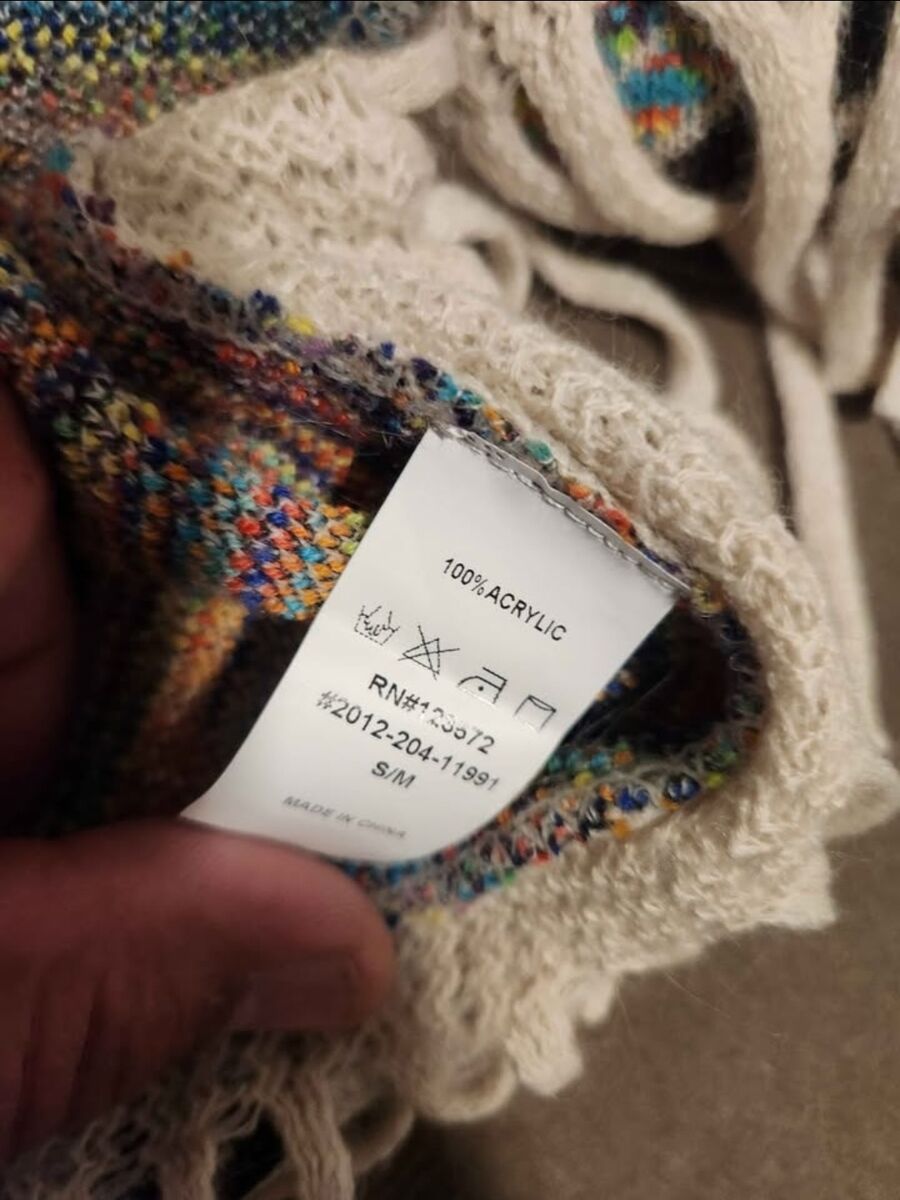 100%ACRYLIC
RN#123572
#2012-204-11991
S/M
MADE IN CHINA